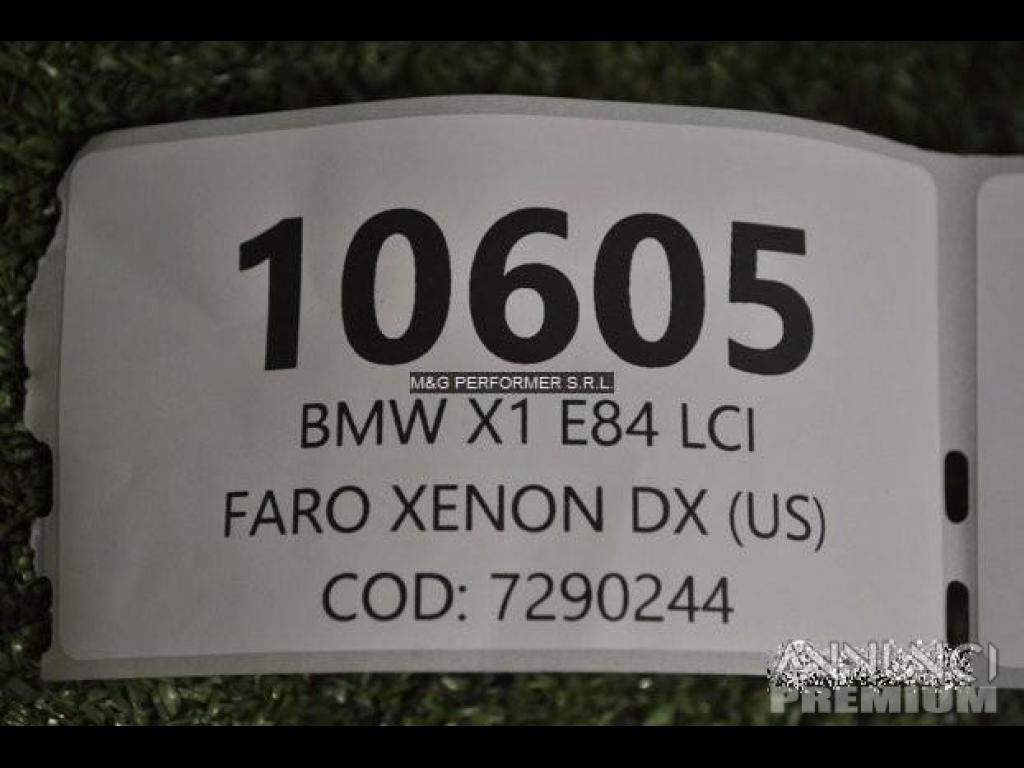 10605
M&G PERFORMER S.R.L.
BMW X1 E84 LCI
FARO XENON DX (US)
COD: 7290244
ANNUNCI
PREMIUM